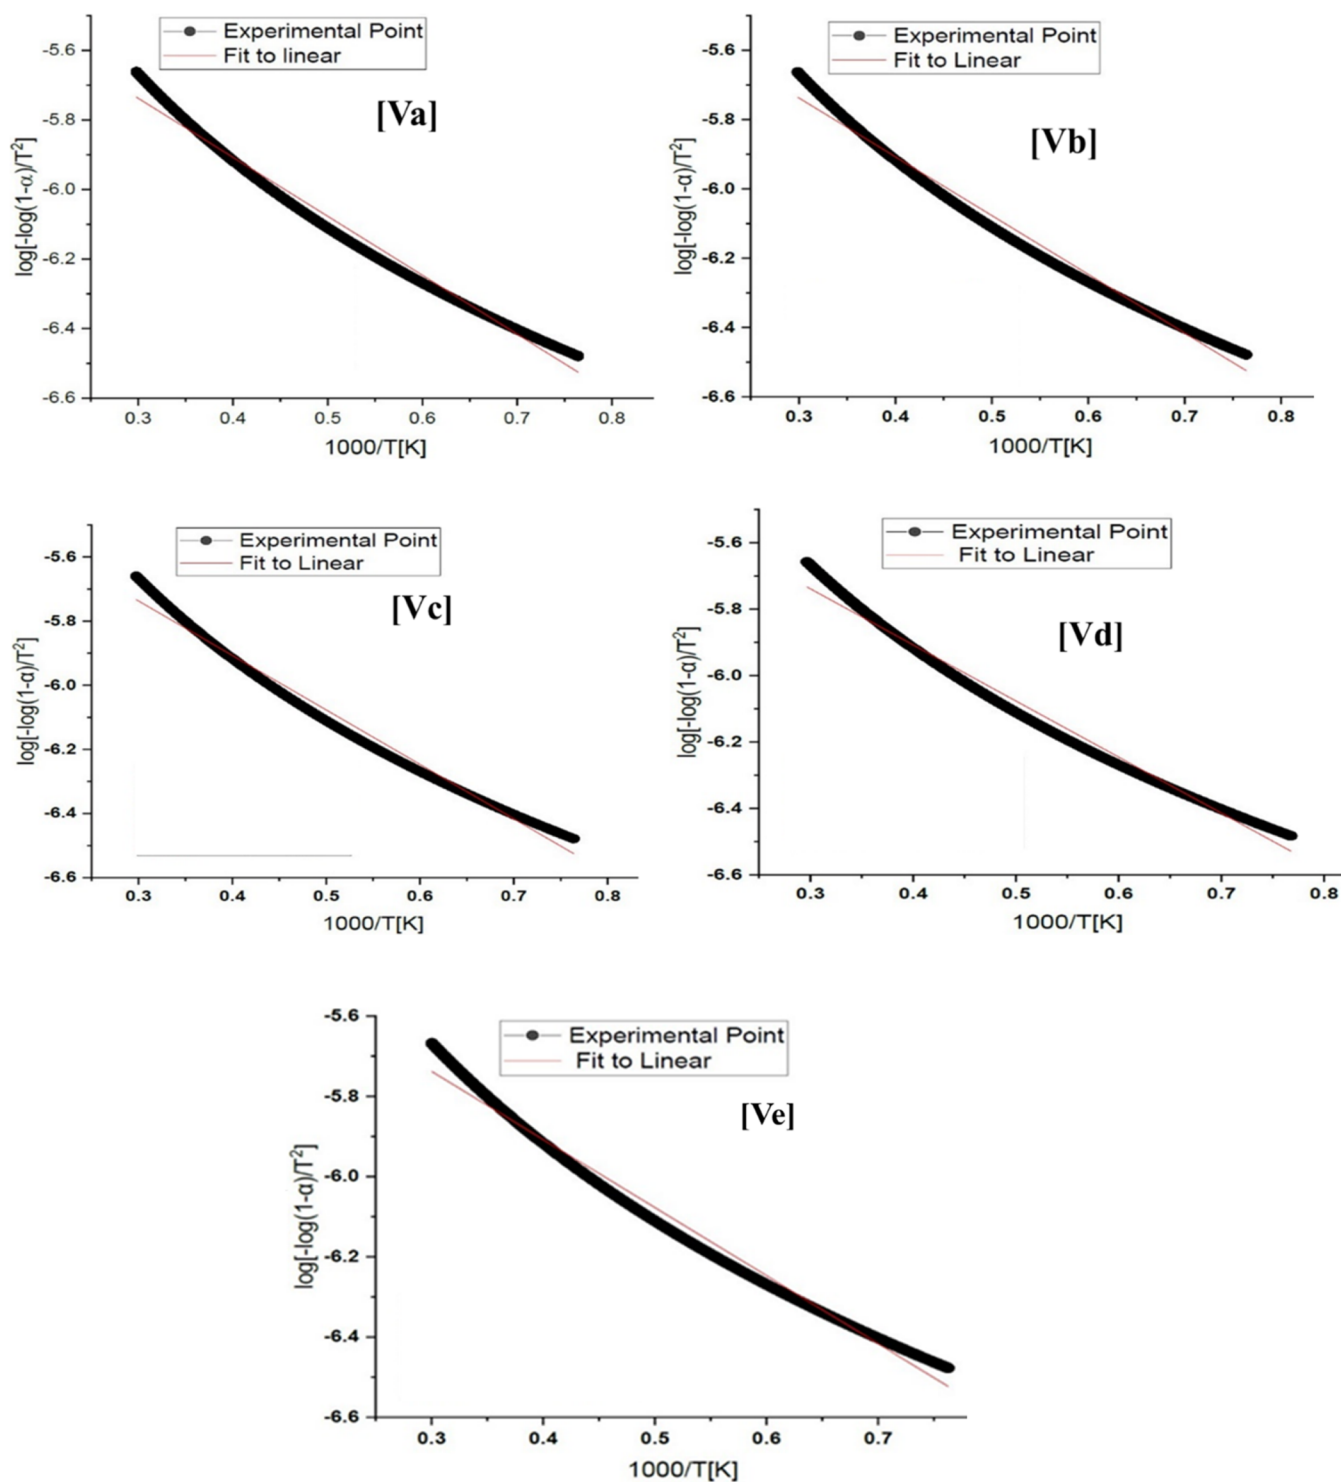 Experimental Point
Fit to linear
[Va]
-5.6
-5.8
-6.0
-6.2
-6.4
-6.6
log[-log(1-α)/T²]
0.3 0.4 0.5 0.6 0.7 0.8
1000/T[K]
Experimental Point
Fit to Linear
[Vb]
-5.6
-5.8
-6.0
-6.2
-6.4
-6.6
log[-log(1-α)/T²]
0.3 0.4 0.5 0.6 0.7 0.8
1000/T[K]
Experimental Point
Fit to Linear
[Vc]
-5.6
-5.8
-6.0
-6.2
-6.4
-6.6
log[-log(1-α)/T²]
0.3 0.4 0.5 0.6 0.7 0.8
1000/T[K]
Experimental Point
Fit to Linear
[Vd]
-5.6
-5.8
-6.0
-6.2
-6.4
-6.6
log[-log(1-α)/T²]
0.3 0.4 0.5 0.6 0.7 0.8
1000/T[K]
Experimental Point
Fit to Linear
[Ve]
-5.6
-5.8
-6.0
-6.2
-6.4
-6.6
log[-log(1-α)/T²]
0.3 0.4 0.5 0.6 0.7
1000/T[K]